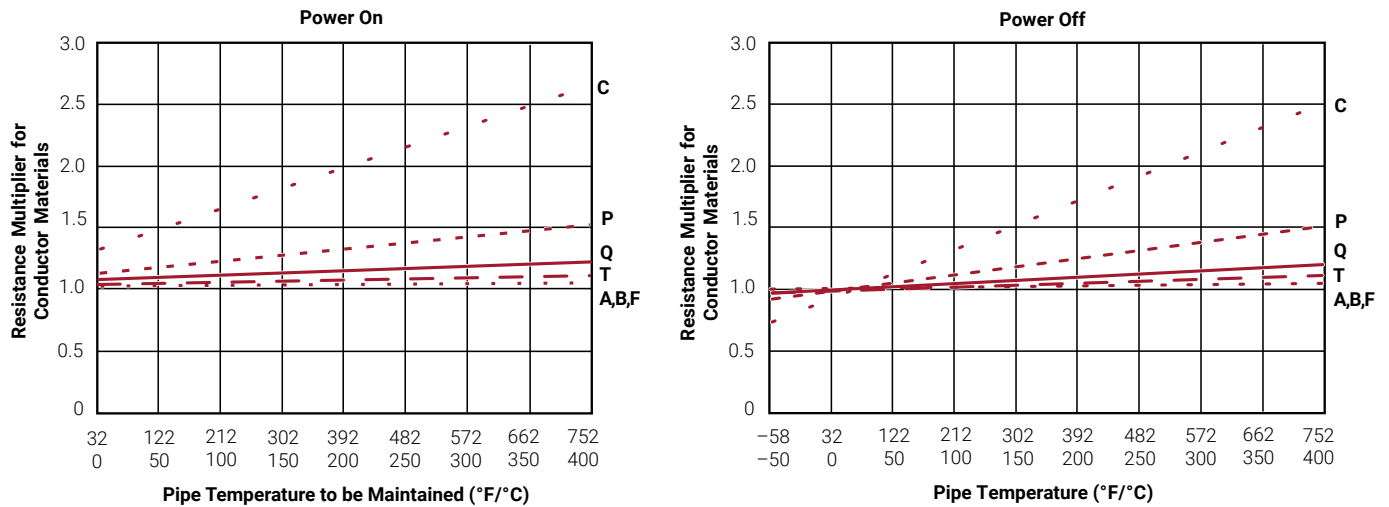 Power On
Resistance Multiplier for
Conductor Materials
3.0
2.5
2.0
1.5
1.0
0.5
0
C
P
Q
T
A,B,F
32 122 212 302 392 482 572 662 752
0 50 100 150 200 250 300 350 400
Pipe Temperature to be Maintained (°F/°C)
Power Off
Resistance Multiplier for
Conductor Materials
3.0
2.5
2.0
1.5
1.0
0.5
0
C
P
Q
T
A,B,F
–58 32 122 212 302 392 482 572 662 752
–50 0 50 100 150 200 250 300 350 400
Pipe Temperature (°F/°C)